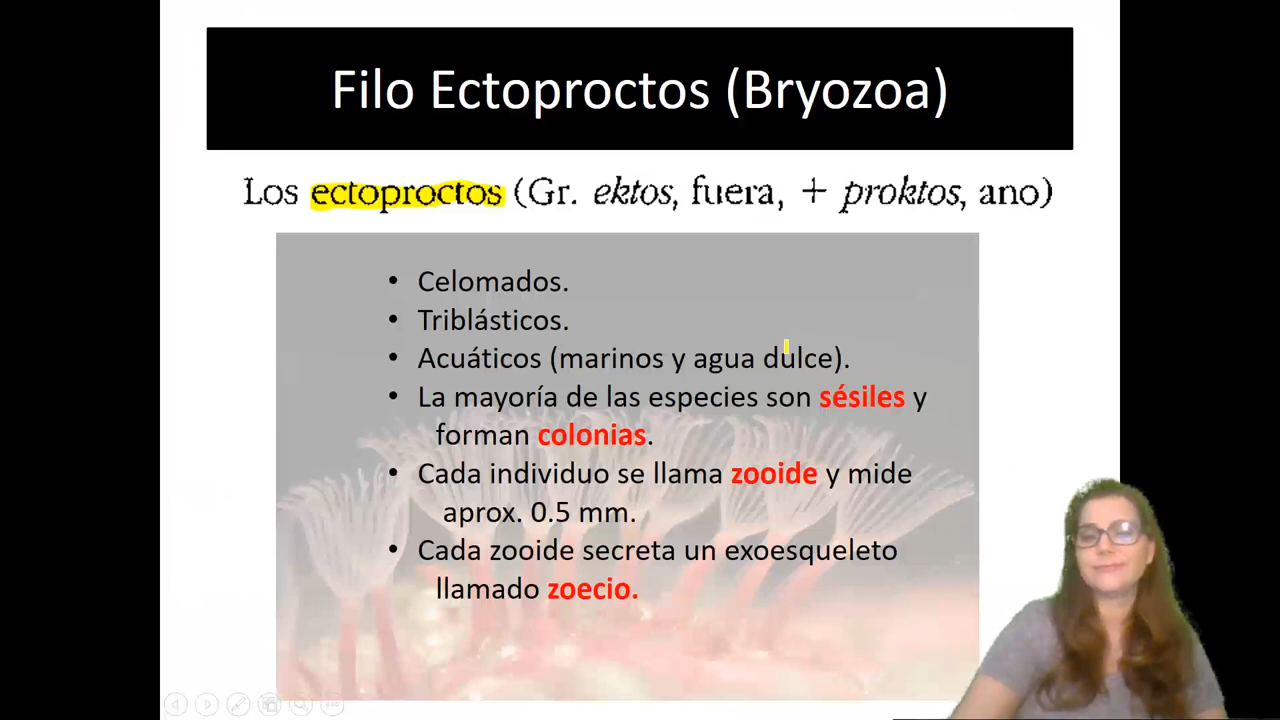 Filo Ectoproctos (Bryozoa)
Los ectoproctos (Gr. ektos, fuera, + proktos, ano)
• Celomados.
• Triblásticos.
• Acuáticos (marinos y agua dulce).
• La mayoría de las especies son sésiles y
forman colonias.
• Cada individuo se llama zooide y mide
aprox. 0.5 mm.
• Cada zooide secreta un exoesqueleto
llamado zoecio.